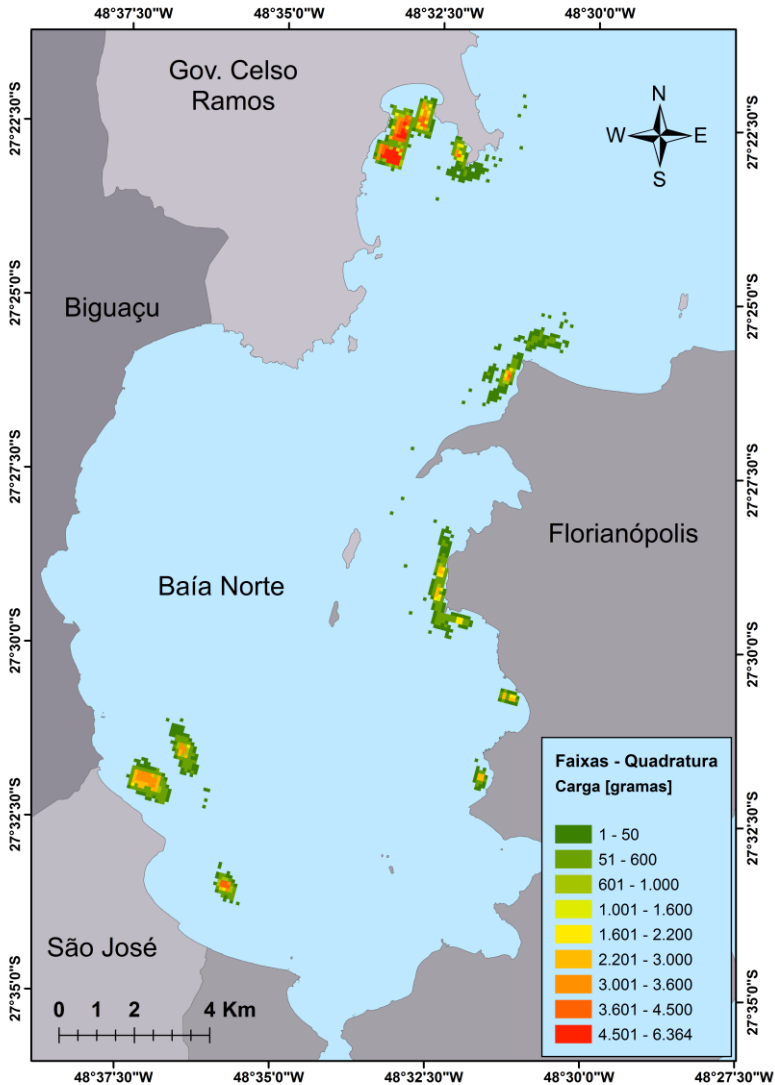 48°37'30"W
48°35'0"W
48°32'30"W
48°30'0"W
Gov. Celso
Ramos
N
W
E
S
27°22'30"S
27°22'30"S
27°25'0"S
27°25'0"S
Biguaçu
27°27'30"S
27°27'30"S
Florianópolis
Baía Norte
27°30'0"S
27°30'0"S
27°32'30"S
27°32'30"S
Faixas - Quadratura
Carga [gramas]
1 - 50
51 - 600
601 - 1.000
1.001 - 1.600
1.601 - 2.200
2.201 - 3.000
3.001 - 3.600
3.601 - 4.500
4.501 - 6.364
São José
27°35'0"S
27°35'0"S
0 1 2 4 Km
48°37'30"W
48°35'0"W
48°32'30"W
48°30'0"W
48°27'30"W